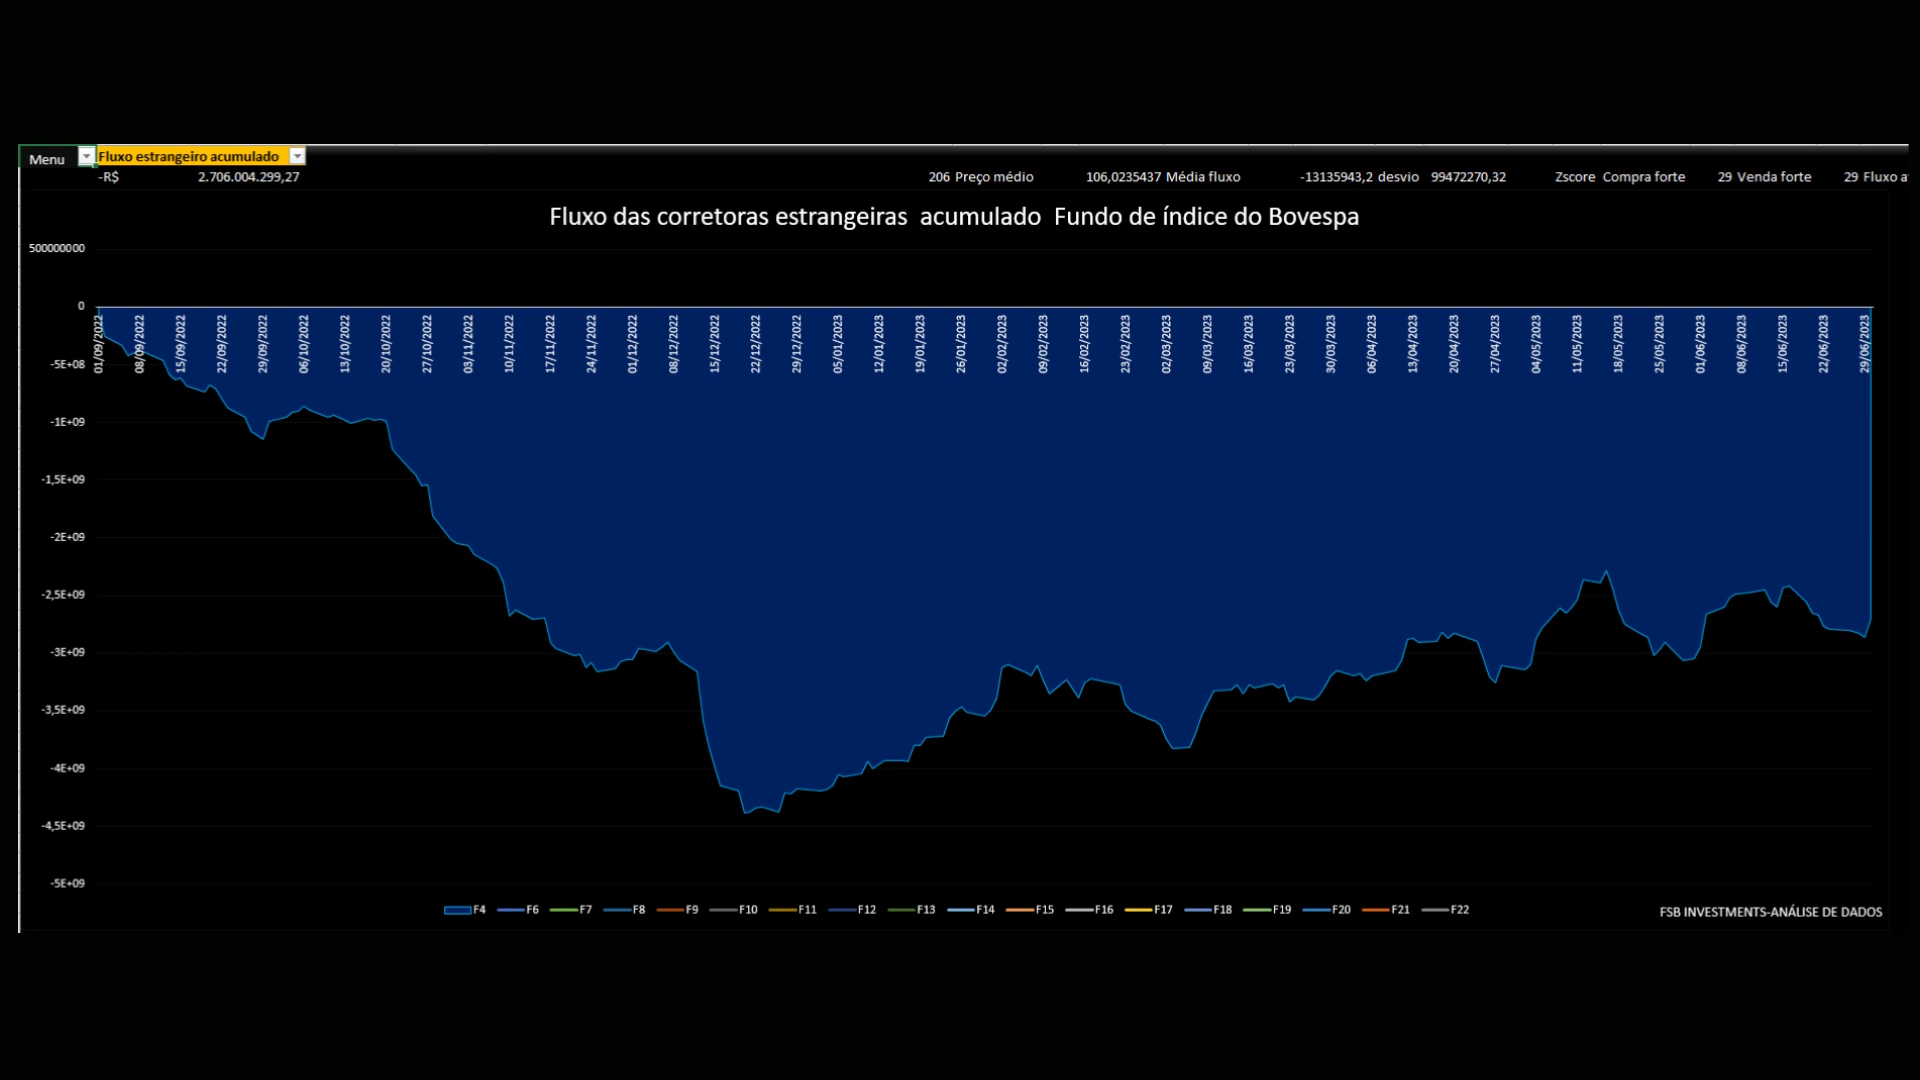 Menu
Fluxo estrangeiro acumulado
-R$ 2.706.004.299,27 206 Preço médio 106,0235437 Média fluxo -13135943,2 desvio 99472270,32 Zscore Compra forte 29 Venda forte 29 Fluxo a
Fluxo das corretoras estrangeiras acumulado Fundo de índice do Bovespa
500000000
0
-5E+08
-1E+09
-1,5E+09
-2E+09
-2,5E+09
-3E+09
-3,5E+09
-4E+09
-4,5E+09
-5E+09
01/09/2022
08/09/2022
15/09/2022
22/09/2022
29/09/2022
06/10/2022
13/10/2022
20/10/2022
27/10/2022
03/11/2022
10/11/2022
17/11/2022
24/11/2022
01/12/2022
08/12/2022
15/12/2022
22/12/2022
29/12/2022
05/01/2023
12/01/2023
19/01/2023
26/01/2023
02/02/2023
09/02/2023
16/02/2023
23/02/2023
02/03/2023
09/03/2023
16/03/2023
23/03/2023
30/03/2023
06/04/2023
13/04/2023
20/04/2023
27/04/2023
04/05/2023
11/05/2023
18/05/2023
25/05/2023
01/06/2023
08/06/2023
15/06/2023
22/06/2023
29/06/2023
F4 F6 F7 F8 F9 F10 F11 F12 F13 F14 F15 F16 F17 F18 F19 F20 F21 F22
FSB INVESTMENTS-ANÁLISE DE DADOS